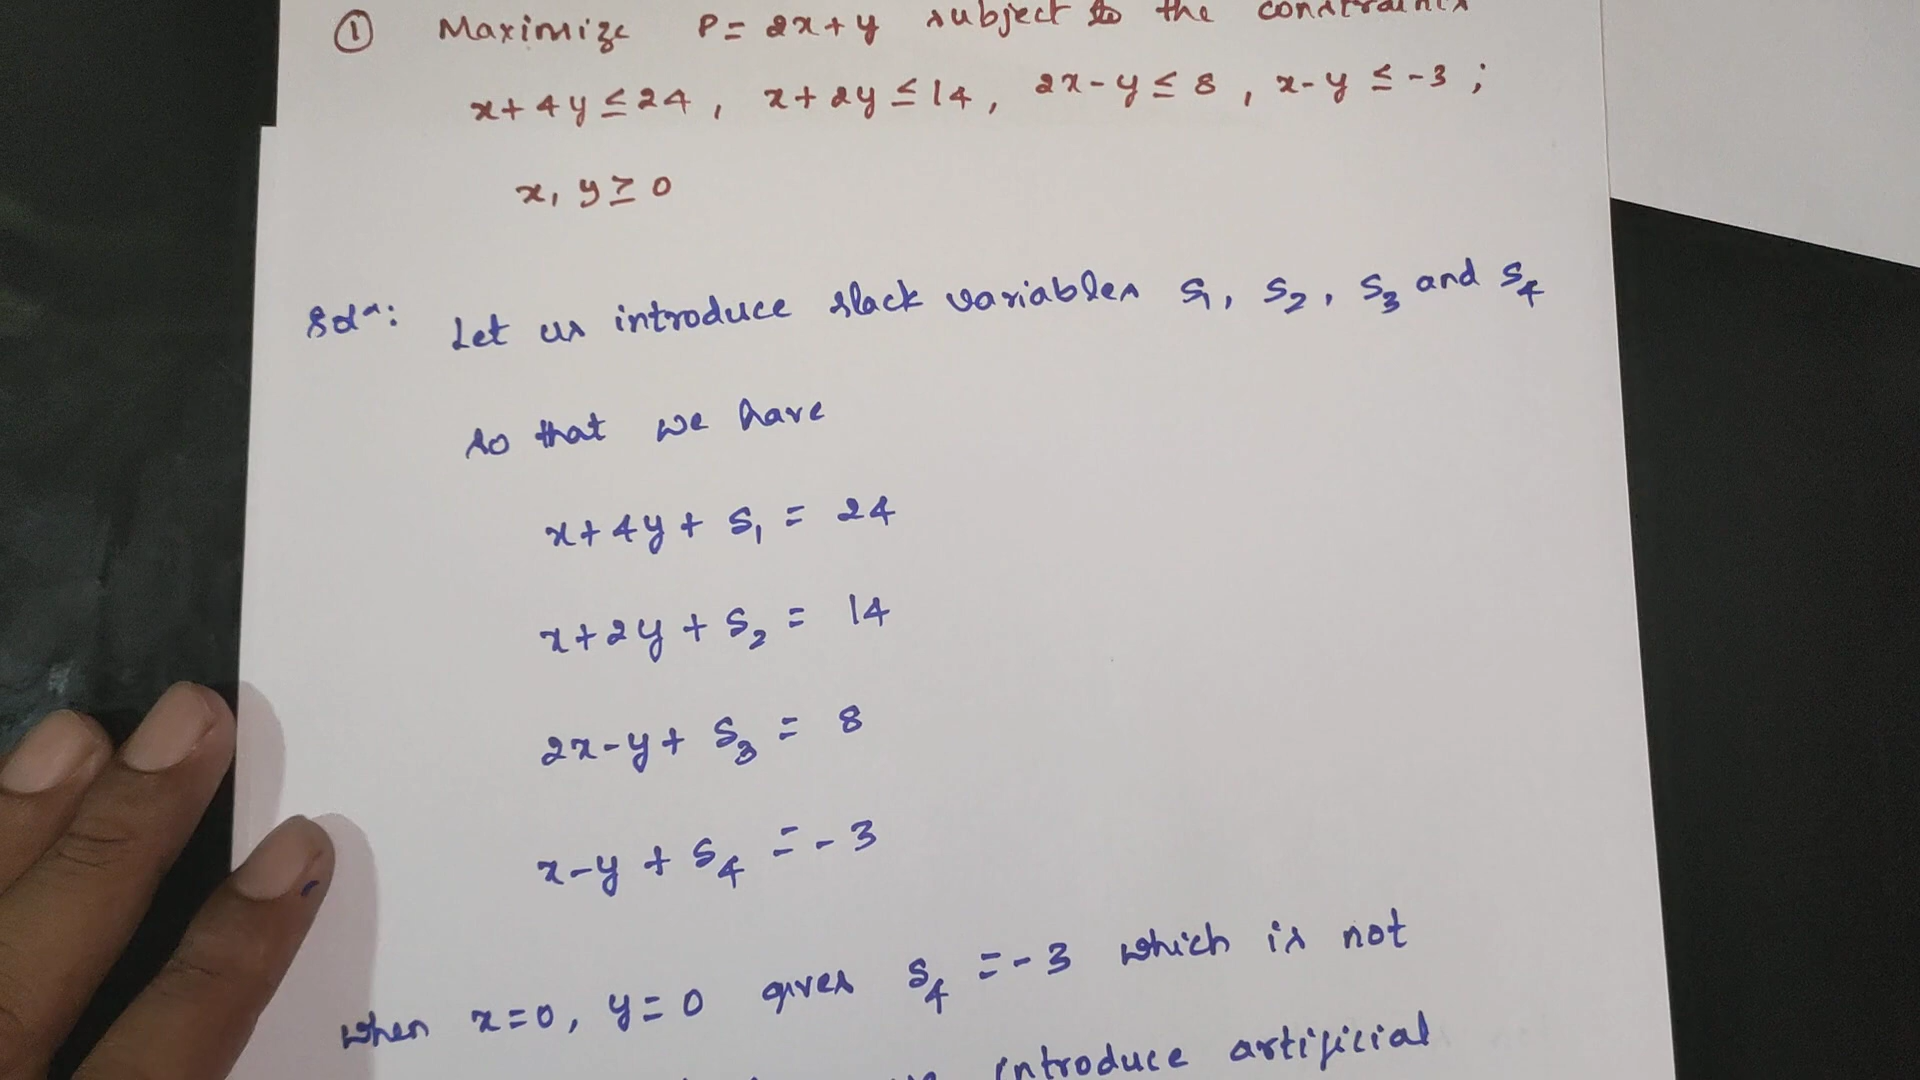 ① Maximize P = 2x + y subject to the constraints
x + 4y ≤ 24, x + 2y ≤ 14, 2x - y ≤ 8, x - y ≤ -3;
x, y ≥ 0
Solⁿ: Let us introduce slack variables S₁, S₂, S₃ and S₄
so that we have
x + 4y + S₁ = 24
x + 2y + S₂ = 14
2x - y + S₃ = 8
x - y + S₄ = -3
When x = 0, y = 0 gives S₄ = -3 which is not
introduce artificial